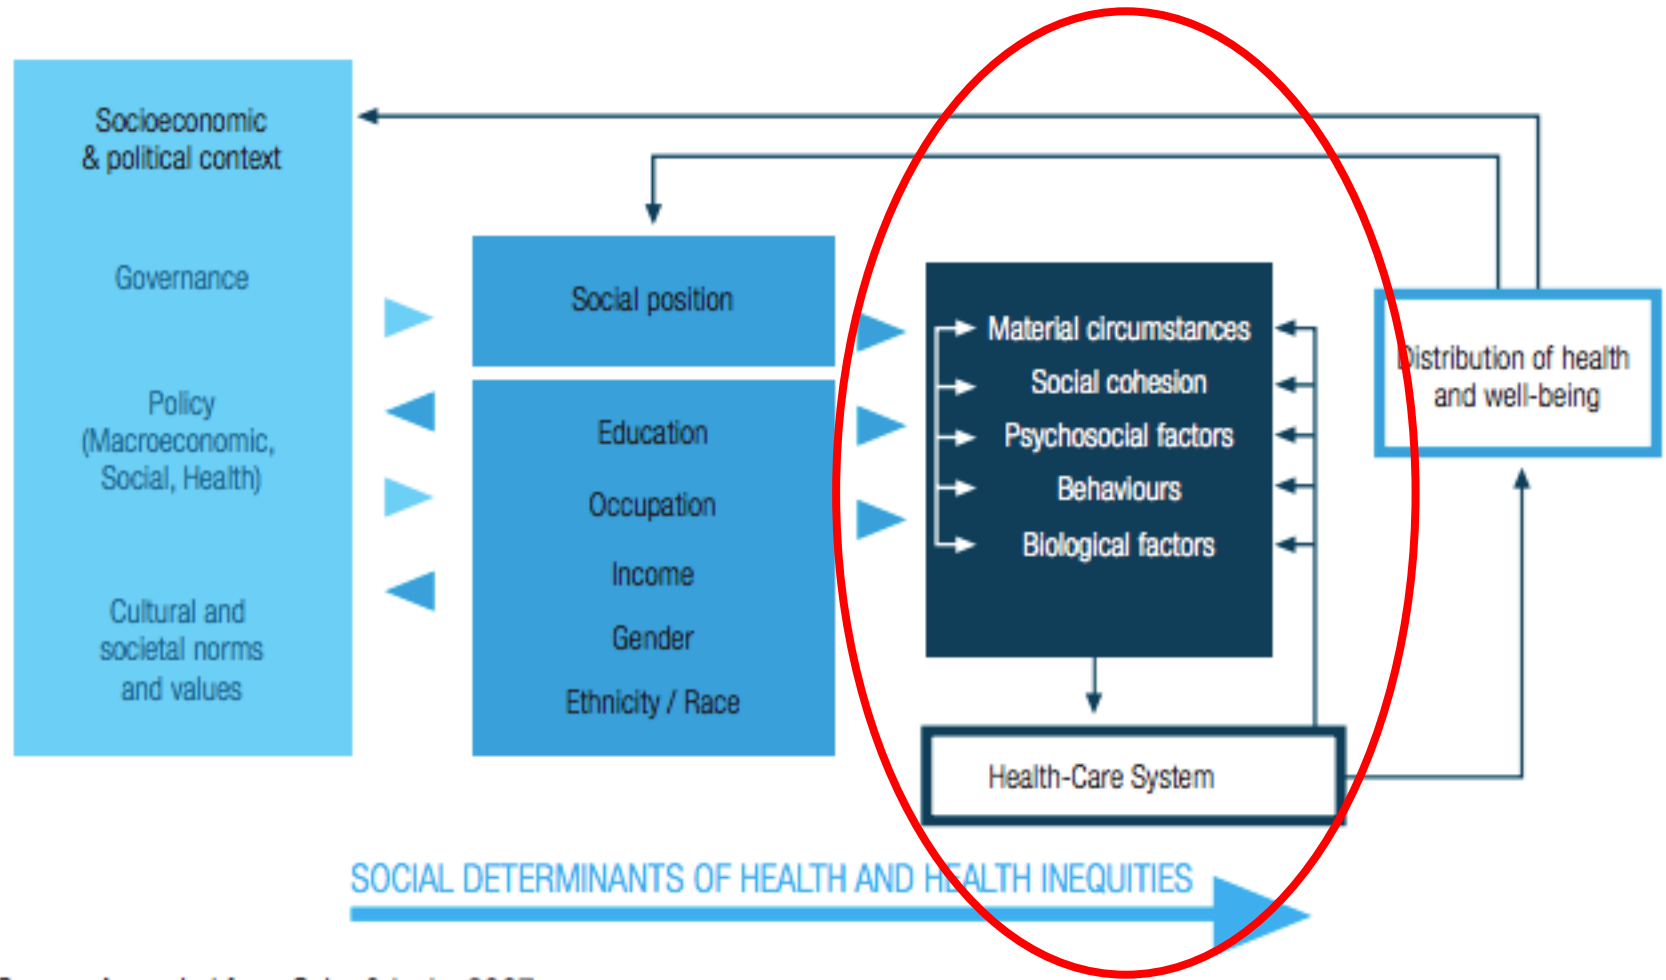 Socioeconomic
& political context
Governance
Policy
(Macroeconomic,
Social, Health)
Cultural and
societal norms
and values
Social position
Education
Occupation
Income
Gender
Ethnicity / Race
Material circumstances
Social cohesion
Psychosocial factors
Behaviours
Biological factors
Health-Care System
Distribution of health
and well-being
SOCIAL DETERMINANTS OF HEALTH AND HEALTH INEQUITIES